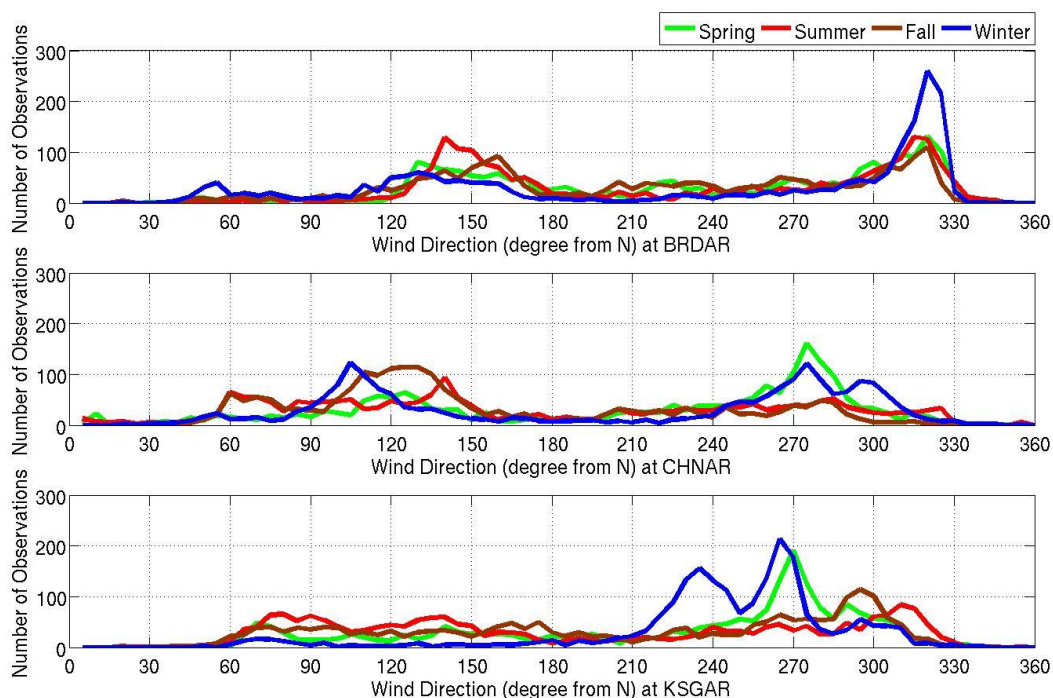 Spring Summer Fall Winter
Number of Observations
300
200
100
0
0 30 60 90 120 150 180 210 240 270 300 330 360
Wind Direction (degree from N) at BRDAR
Number of Observations
300
200
100
0
0 30 60 90 120 150 180 210 240 270 300 330 360
Wind Direction (degree from N) at CHNAR
Number of Observations
300
200
100
0
0 30 60 90 120 150 180 210 240 270 300 330 360
Wind Direction (degree from N) at KSGAR